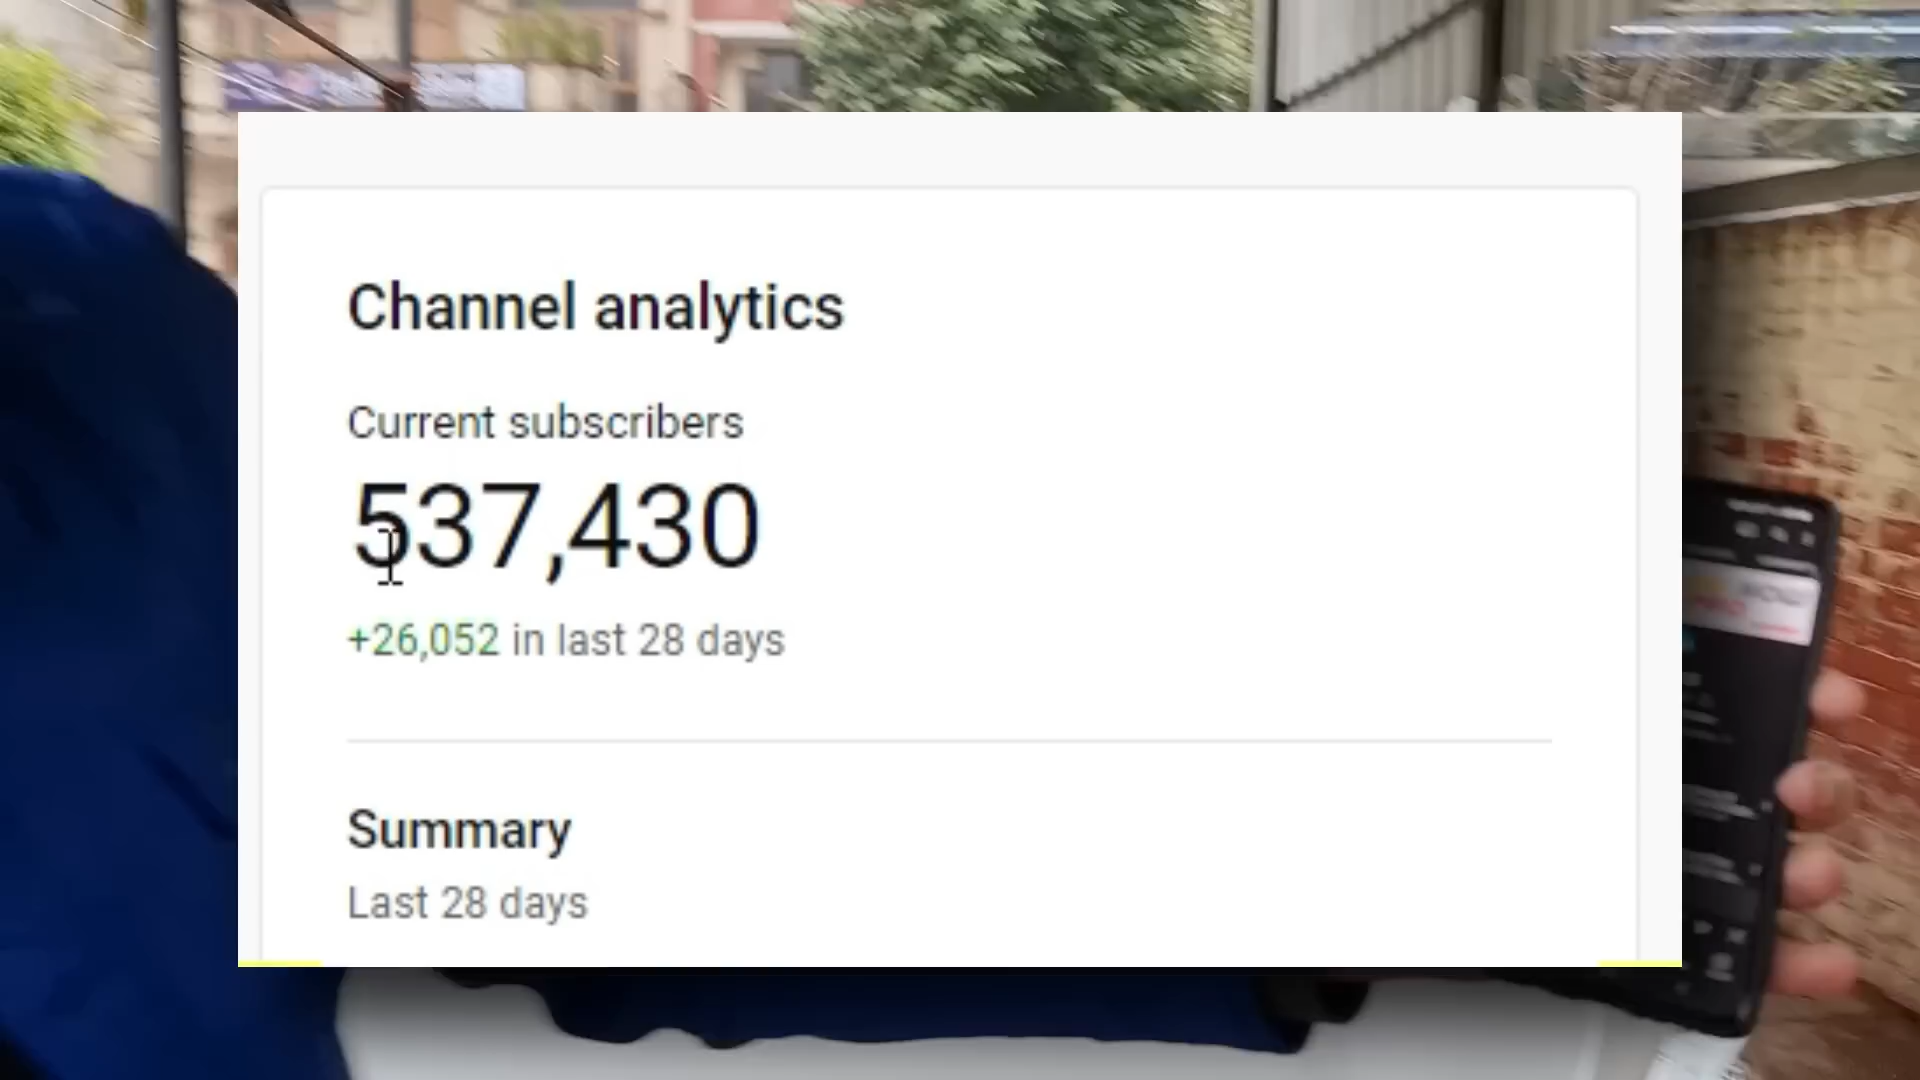 Channel analytics
Current subscribers
537,430
+26,052 in last 28 days
Summary
Last 28 days